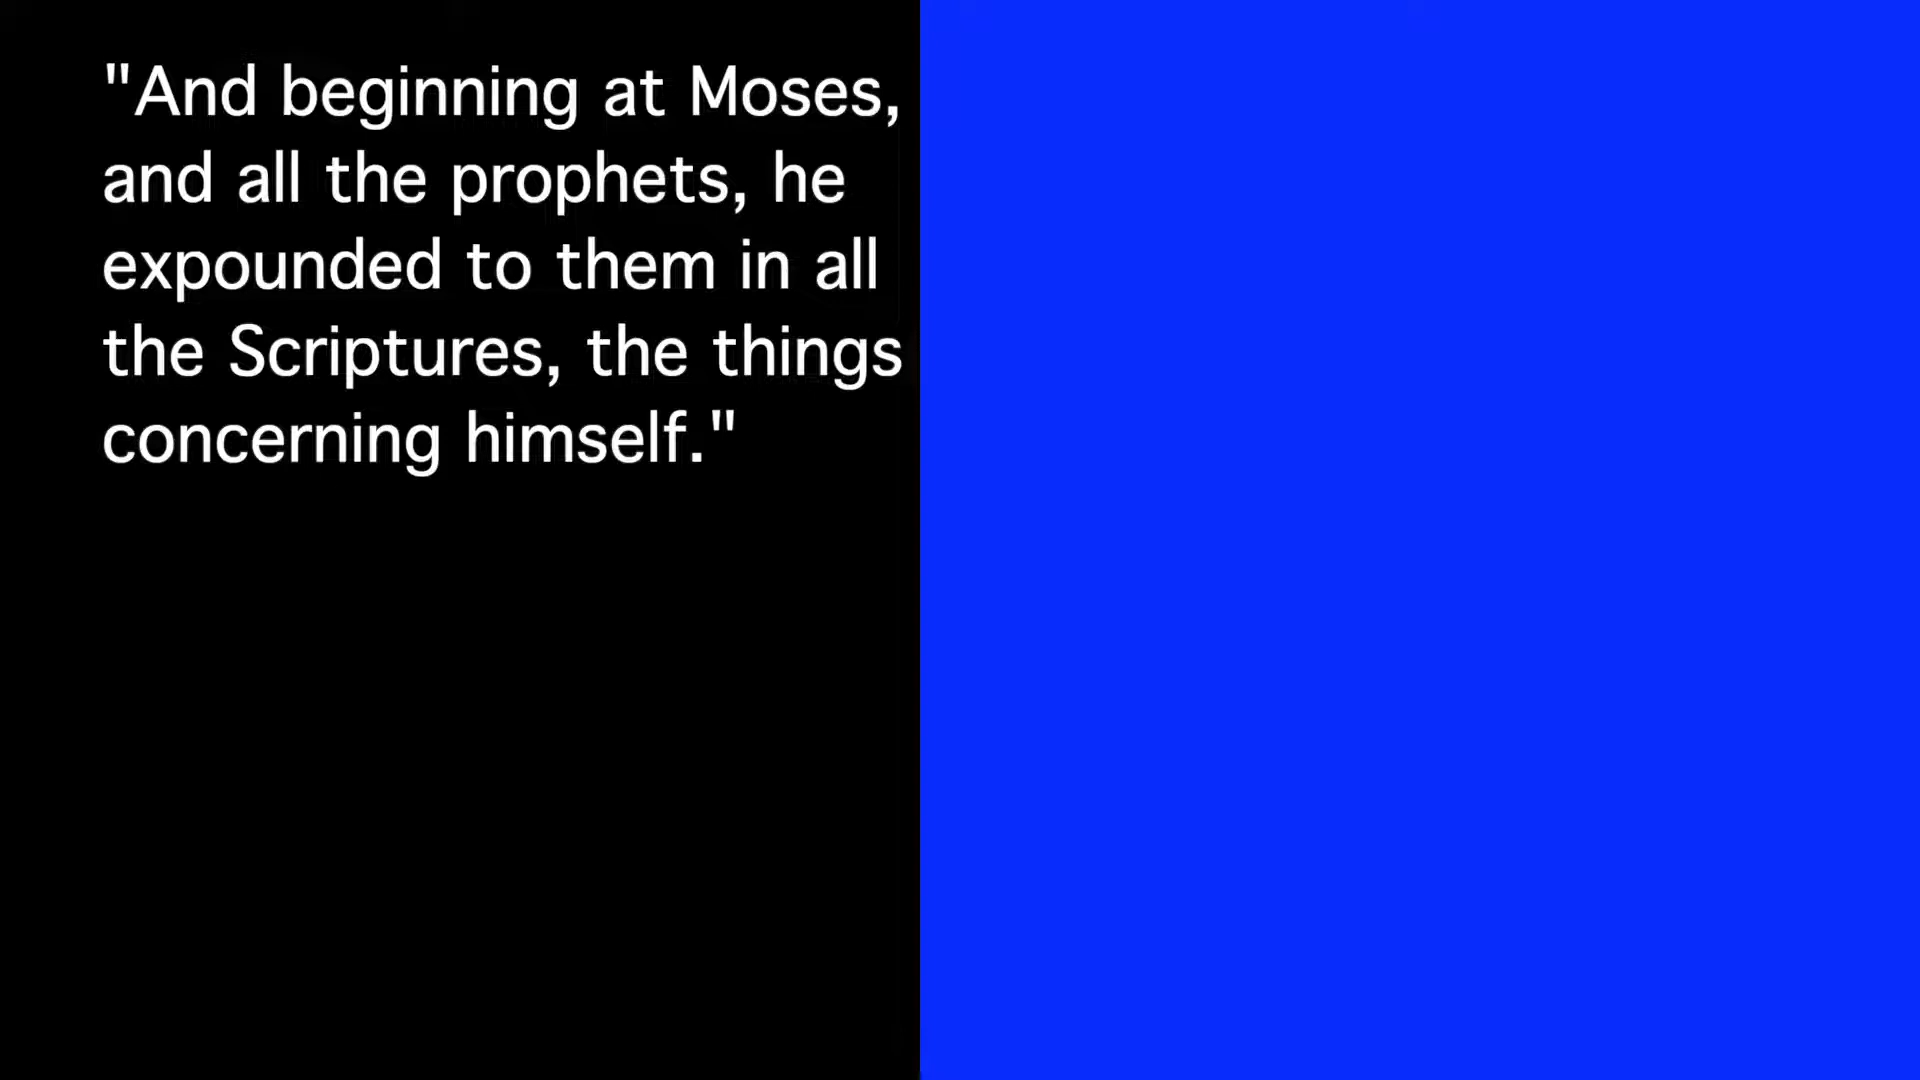 "And beginning at Moses,
and all the prophets, he
expounded to them in all
the Scriptures, the things
concerning himself."